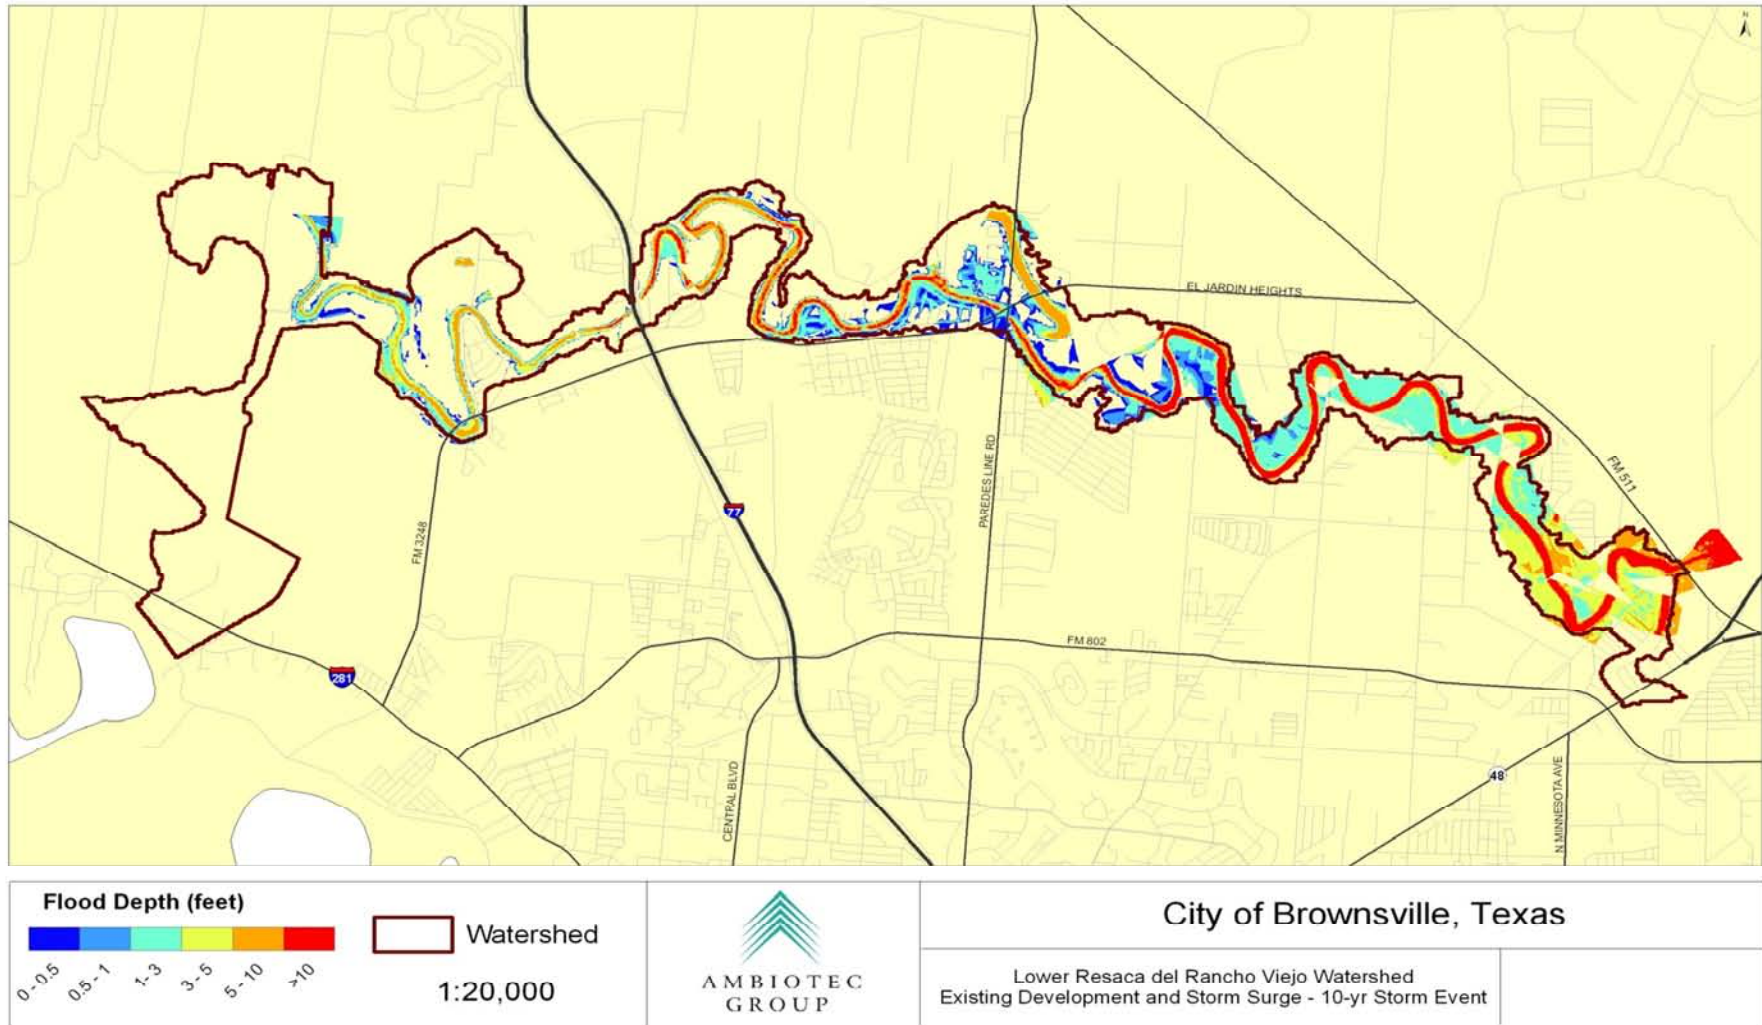 N
EL JARDIN HEIGHTS
FM 511
PAREDES LINE RD
77
FM 3248
FM 802
281
CENTRAL BLVD
48
N MINNESOTA AVE
Flood Depth (feet)
0 - 0.5
0.5 - 1
1- 3
3 - 5
5 - 10
>10
Watershed
1:20,000
AMBIOTEC
GROUP
City of Brownsville, Texas
Lower Resaca del Rancho Viejo Watershed
Existing Development and Storm Surge - 10-yr Storm Event